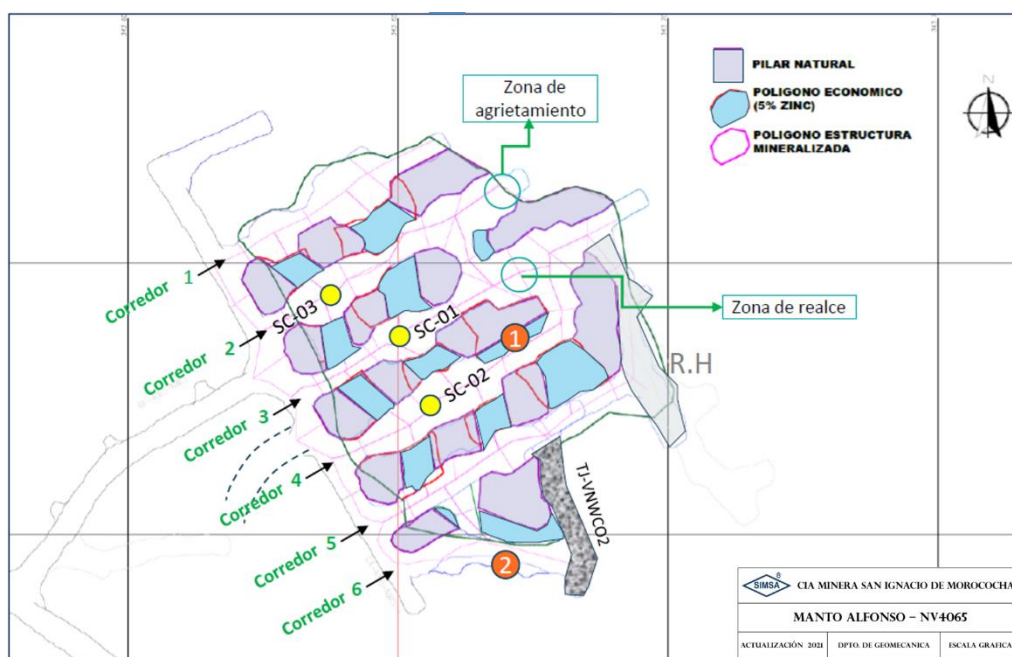 Zona de
agrietamiento
PILAR NATURAL
POLIGONO ECONOMICO
(5% ZINC)
POLIGONO ESTRUCTURA
MINERALIZADA
N
Corredor 1
SC-03
Zona de realce
Corredor 2
SC-01
1
R.H
Corredor 3
SC-02
Corredor 4
TJ-VNWCO2
Corredor 5
2
Corredor 6
SIMSA ®
CIA MINERA SAN IGNACIO DE MOROCOCHA
MANTO ALFONSO – NV4065
ACTUALIZACIÓN 2021
DPTO. DE GEOMECANICA
ESCALA GRAFICA